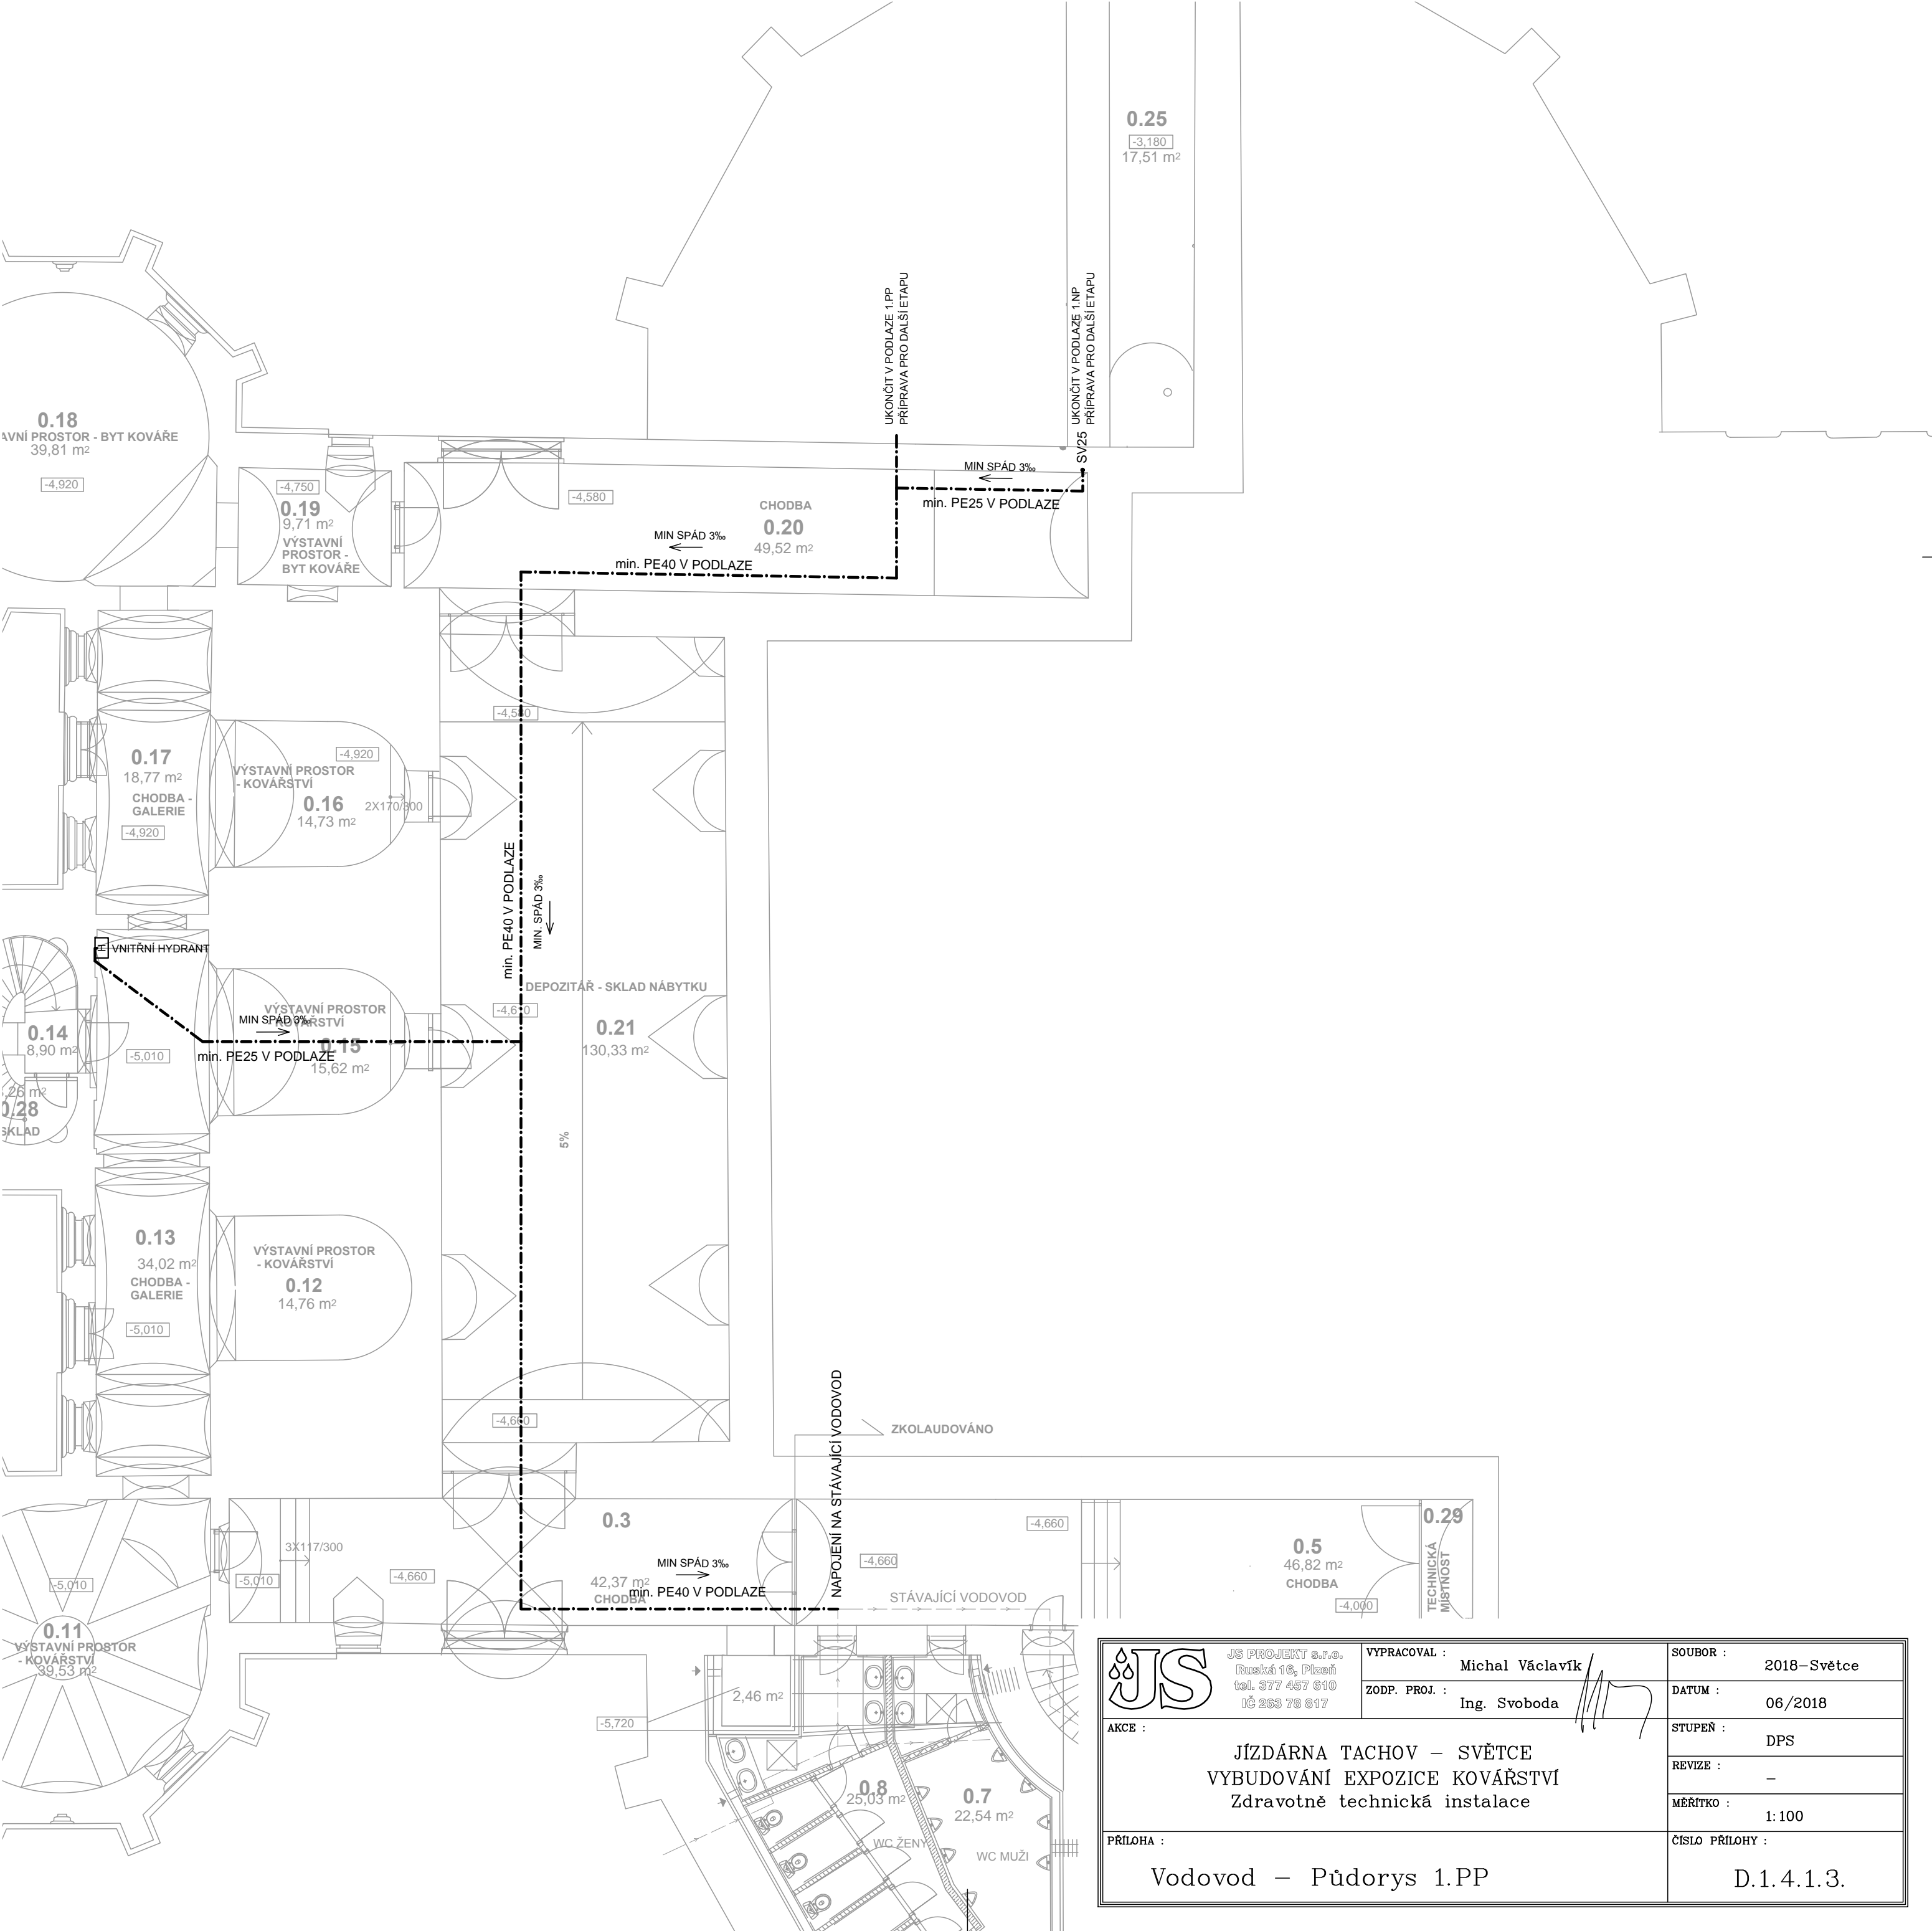 0.25
-3,180
17,51 m²
UKONČIT V PODLAZE 1.PP
PŘÍPRAVA PRO DALŠÍ ETAPU
SV25
UKONČIT V PODLAZE 1.NP
PŘÍPRAVA PRO DALŠÍ ETAPU
0.18
AVNÍ PROSTOR - BYT KOVÁŘE
39,81 m²
-4,920
-4,750
0.19
9,71 m²
VÝSTAVNÍ
PROSTOR -
BYT KOVÁŘE
-4,580
CHODBA
0.20
49,52 m²
MIN SPÁD 3‰
min. PE25 V PODLAZE
MIN SPÁD 3‰
min. PE40 V PODLAZE
0.17
18,77 m²
CHODBA -
GALERIE
-4,920
VÝSTAVNÍ PROSTOR
- KOVÁŘSTVÍ
-4,920
0.16
14,73 m²
2X170/300
min. PE40 V PODLAZE
MIN. SPÁD 3‰
H
VNITŘNÍ HYDRANT
0.14
8,90 m²
-5,010
VÝSTAVNÍ PROSTOR
KOVÁŘSTVÍ
MIN SPÁD 3‰
min. PE25 V PODLAZE
0.15
15,62 m²
DEPOZITÁŘ - SKLAD NÁBYTKU
0.21
130,33 m²
5%
,26 m²
0.28
SKLAD
0.13
34,02 m²
CHODBA -
GALERIE
-5,010
VÝSTAVNÍ PROSTOR
- KOVÁŘSTVÍ
0.12
14,76 m²
NAPOJENÍ NA STÁVAJÍCÍ VODOVOD
ZKOLAUDOVÁNO
0.3
42,37 m²
CHODBA
MIN SPÁD 3‰
min. PE40 V PODLAZE
3X117/300
-5,010
-4,660
-4,660
-4,660
STÁVAJÍCÍ VODOVOD
0.5
46,82 m²
CHODBA
-4,000
0.29
TECHNICKÁ
MÍSTNOST
-5,010
0.11
VÝSTAVNÍ PROSTOR
- KOVÁŘSTVÍ
39,53 m²
2,46 m²
-5,720
0.8
25,03 m²
WC ŽENY
0.7
22,54 m²
WC MUŽI
JS
JS PROJEKT s.r.o.
Ruská 16, Plzeň
tel. 377 457 610
IČ 263 78 817
VYPRACOVAL :
Michal Václavík
ZODP. PROJ. :
Ing. Svoboda
SOUBOR :
2018–Světce
DATUM :
06/2018
AKCE :
JÍZDÁRNA TACHOV – SVĚTCE
VYBUDOVÁNÍ EXPOZICE KOVÁŘSTVÍ
Zdravotně technická instalace
STUPEŇ :
DPS
REVIZE :
–
MĚŘÍTKO :
1:100
PŘÍLOHA :
Vodovod – Půdorys 1.PP
ČÍSLO PŘÍLOHY :
D.1.4.1.3.